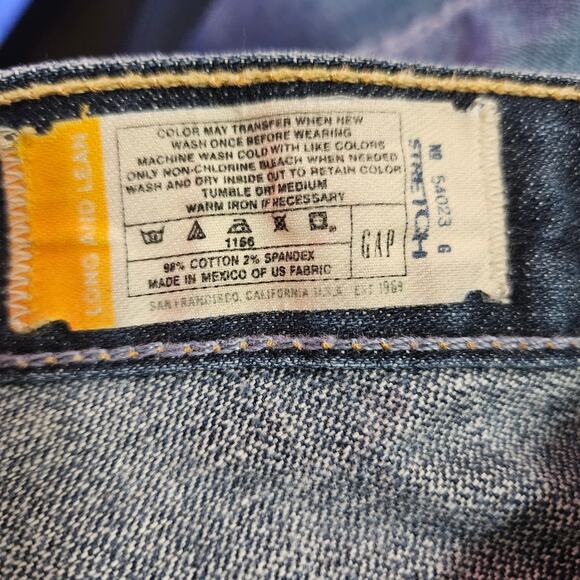 LONG AND LEAN
COLOR MAY TRANSFER WHEN NEW
WASH ONCE BEFORE WEARING
MACHINE WASH COLD WITH LIKE COLORS
ONLY NON-CHLORINE BLEACH WHEN NEEDED
WASH AND DRY INSIDE OUT TO RETAIN COLOR
TUMBLE DRY MEDIUM
WARM IRON IF NECESSARY
1166
98% COTTON 2% SPANDEX
MADE IN MEXICO OF US FABRIC
GAP
SAN FRANCISCO, CALIFORNIA U.S.A. EST 1969
STRETCH
54023 G